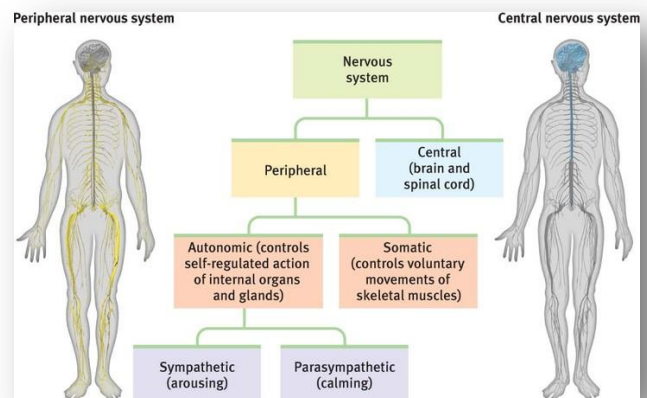 Peripheral nervous system
Central nervous system
Nervous
system
Peripheral
Central
(brain and
spinal cord)
Autonomic (controls
self-regulated action
of internal organs
and glands)
Somatic
(controls voluntary
movements of
skeletal muscles)
Sympathetic
(arousing)
Parasympathetic
(calming)